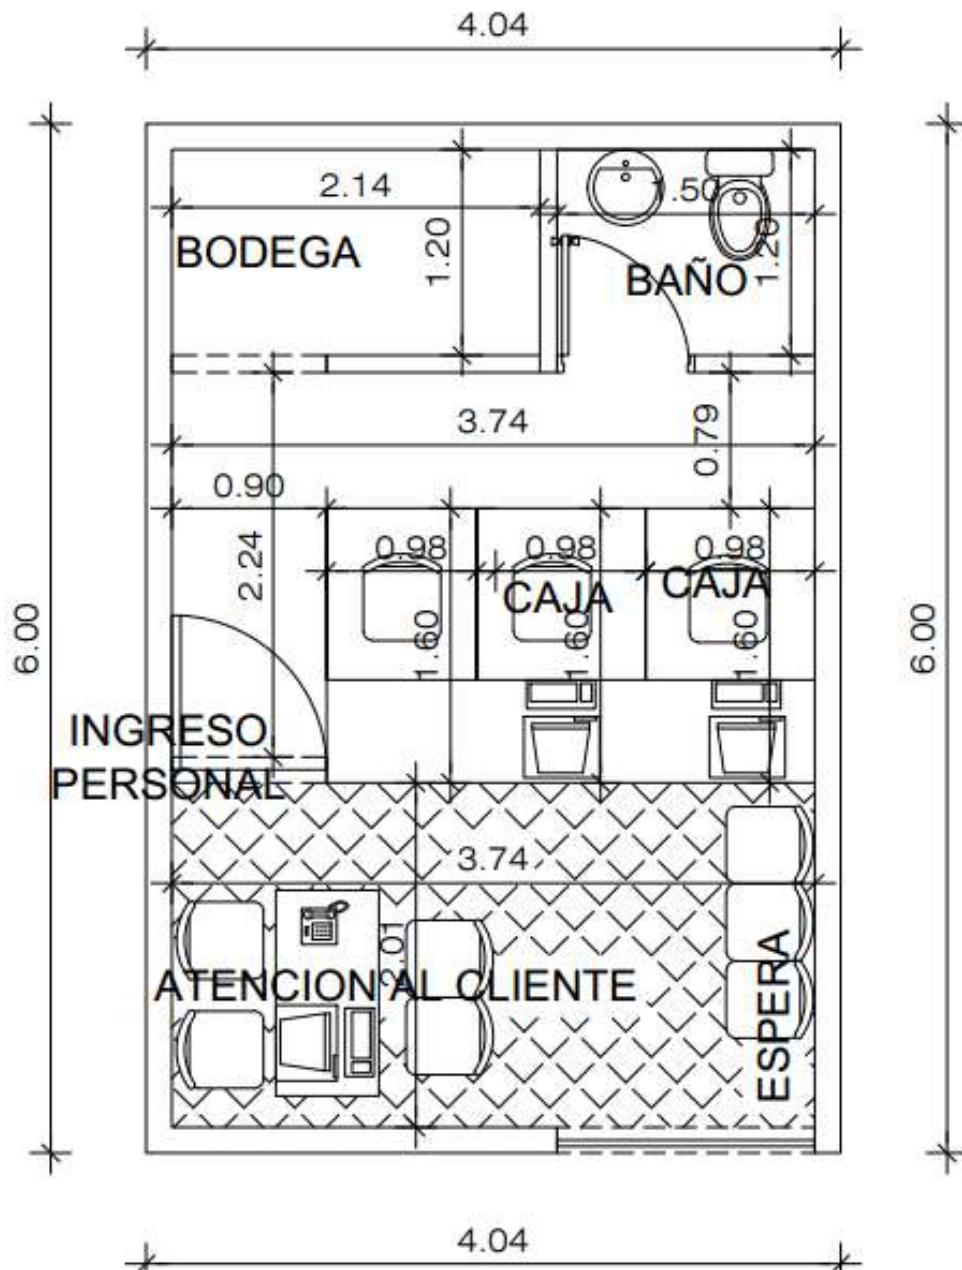 4.04
2.14
1.50
BODEGA
1.20
BAÑO
1.20
3.74
0.79
0.90
2.24
0.98
0.98
0.98
CAJA
CAJA
1.60
1.60
1.60
6.00
6.00
INGRESO
PERSONAL
3.74
2.01
ATENCION AL CLIENTE
ESPERA
4.04